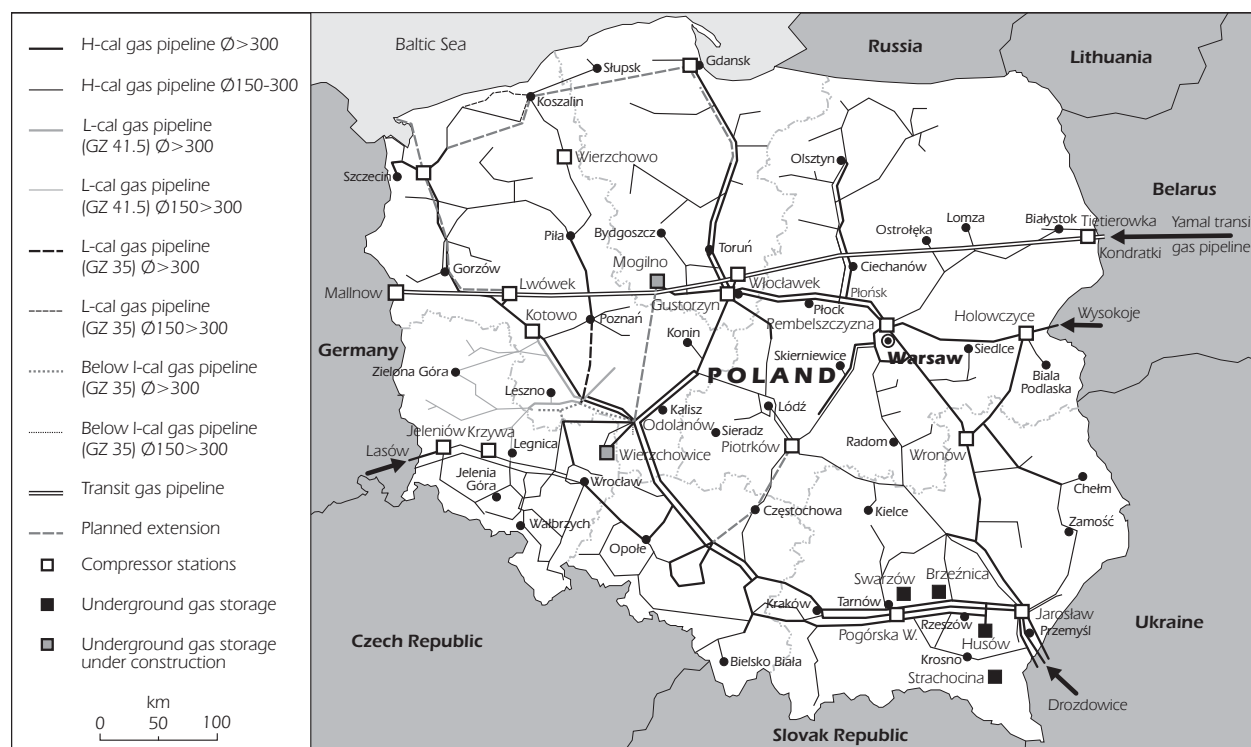 H-cal gas pipeline Ø>300
H-cal gas pipeline Ø150-300
L-cal gas pipeline
(GZ 41.5) Ø>300
L-cal gas pipeline
(GZ 41.5) Ø150>300
L-cal gas pipeline
(GZ 35) Ø>300
L-cal gas pipeline
(GZ 35) Ø150>300
Below l-cal gas pipeline
(GZ 35) Ø>300
Below l-cal gas pipeline
(GZ 35) Ø150>300
Transit gas pipeline
Planned extension
Compressor stations
Underground gas storage
Underground gas storage
under construction
km
0 50 100
Baltic Sea
Russia
Lithuania
Belarus
Ukraine
Slovak Republic
Czech Republic
Germany
POLAND
Słupsk
Gdansk
Koszalin
Wierzchowo
Szczecin
Olsztyn
Lomza
Białystok
Tietierowka
Yamal transi
gas pipeline
Kondratki
Ostrołęka
Piła
Bydgoszcz
Toruń
Ciechanów
Gorzów
Mogilno
Mallnow
Lwówek
Włocławek
Gustorzyn
Płońsk
Płock
Kotowo
Poznań
Rembelszczyzna
Holowczyce
Wysokoje
Konin
Skierniewice
Warsaw
Siedlce
Biala
Podlaska
Zielona Góra
Leszno
Kalisz
Odolanów
Łódź
Sieradz
Piotrków
Radom
Wronów
Lasów
Jeleniów
Krzywa
Legnica
Wierzchowice
Jelenia
Góra
Wrocław
Chełm
Wałbrzych
Częstochowa
Kielce
Zamość
Opołe
Swarzów
Brzeźnica
Kraków
Tarnów
Jarosław
Rzeszów
Przemyśl
Pogórska W.
Husów
Bielsko Biała
Krosno
Strachocina
Drozdowice